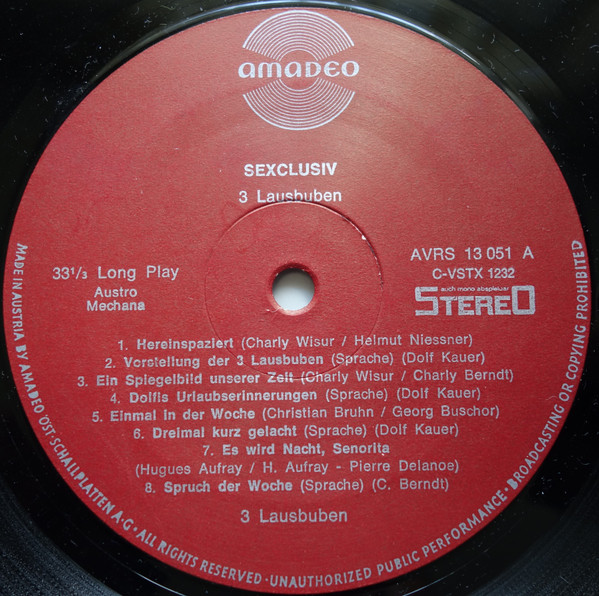 amadeo
SEXCLUSIV
3 Lausbuben
33 1/3 Long Play
Austro
Mechana
AVRS 13 051 A
C-VSTX 1232
auch mono abspielbar
STEREO
1. Hereinspaziert (Charly Wisur / Helmut Niessner)
2. Vorstellung der 3 Lausbuben (Sprache) (Dolf Kauer)
3. Ein Spiegelbild unserer Zeit (Charly Wisur / Charly Berndt)
4. Dolfis Urlaubserinnerungen (Sprache) (Dolf Kauer)
5. Einmal in der Woche (Christian Bruhn / Georg Buschor)
6. Dreimal kurz gelacht (Sprache) (Dolf Kauer)
7. Es wird Nacht, Senorita
(Hugues Aufray / H. Aufray - Pierre Delanoe)
8. Spruch der Woche (Sprache) (C. Berndt)
3 Lausbuben
MADE IN AUSTRIA BY AMADEO ÖST. SCHALLPLATTEN A·G · ALL RIGHTS RESERVED · UNAUTHORIZED PUBLIC PERFORMANCE · BROADCASTING OR COPYING PROHIBITED